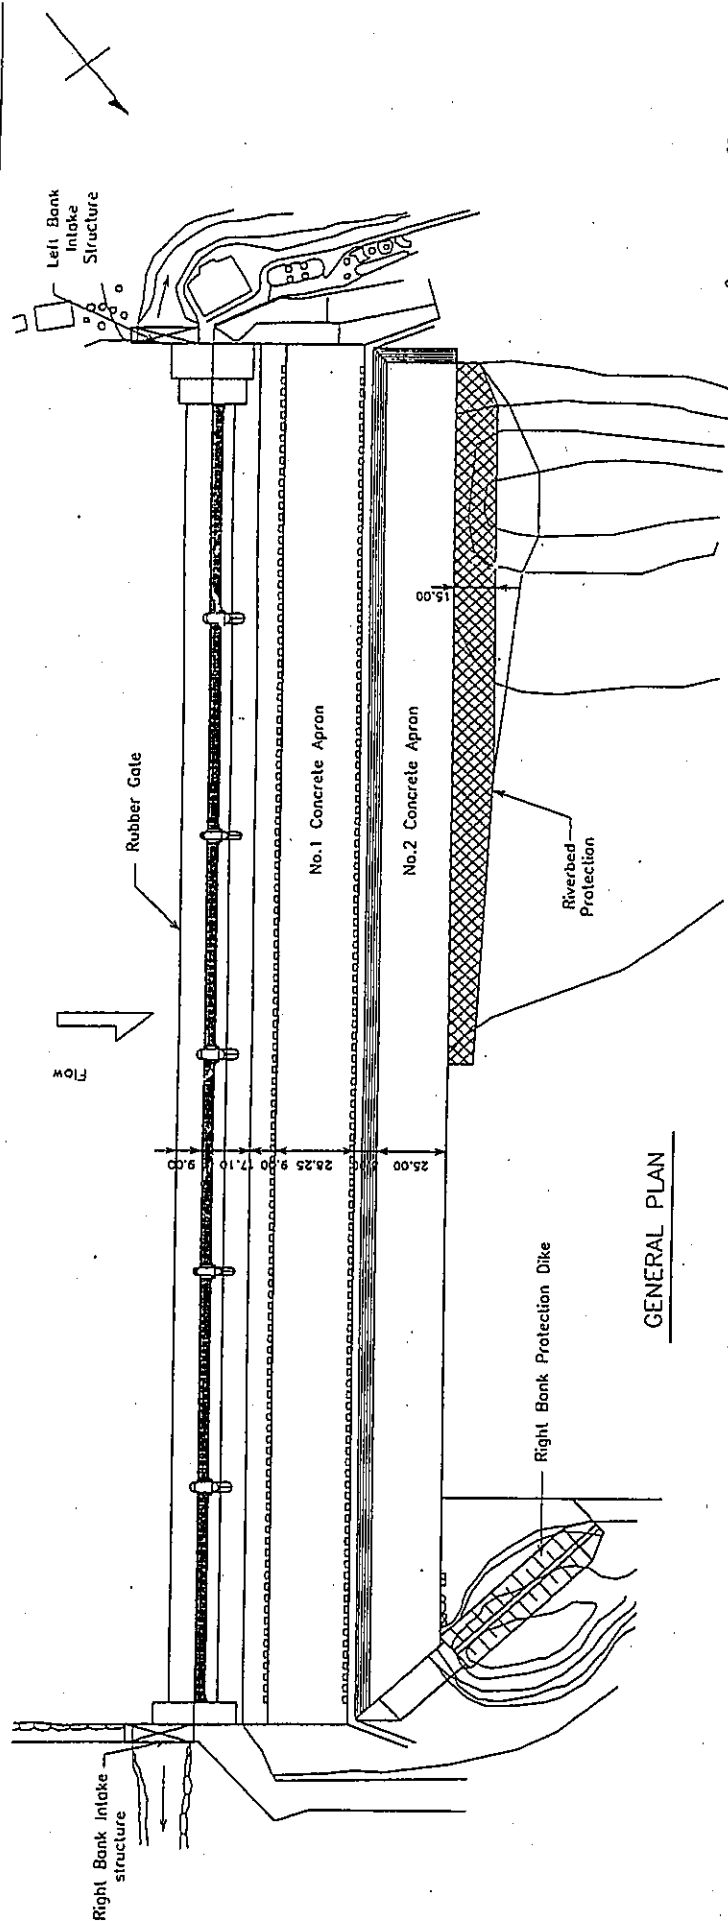 Left Bank
Intake
Structure
Rubber Gate
Flow
No.1 Concrete Apron
No.2 Concrete Apron
15.00
Riverbed
Protection
9.00
17.10
9.00
28.25
25.00
GENERAL PLAN
Right Bank Protection Dike
Right Bank Intake
structure